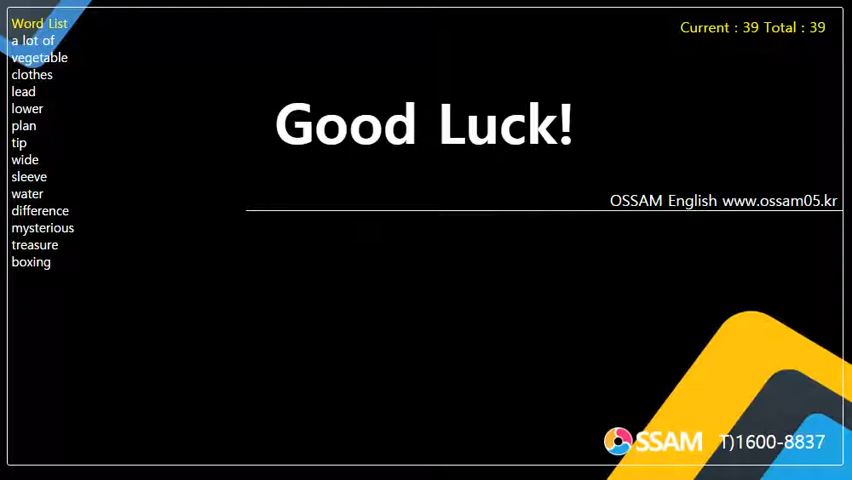 Word List
a lot of
vegetable
clothes
lead
lower
plan
tip
wide
sleeve
water
difference
mysterious
treasure
boxing
Current : 39 Total : 39
Good Luck!
OSSAM English www.ossam05.kr
OSSAM T)1600-8837